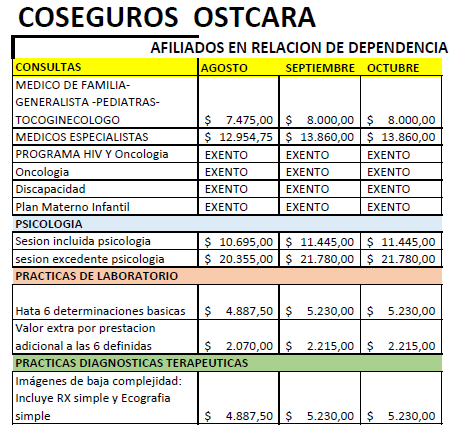 COSEGUROS OSTCARA
AFILIADOS EN RELACION DE DEPENDENCIA
CONSULTAS AGOSTO SEPTIEMBRE OCTUBRE
MEDICO DE FAMILIA-
GENERALISTA -PEDIATRAS-
TOCOGINECOLOGO $ 7.475,00 $ 8.000,00 $ 8.000,00
MEDICOS ESPECIALISTAS $ 12.954,75 $ 13.860,00 $ 13.860,00
PROGRAMA HIV Y Oncologia EXENTO EXENTO EXENTO
Oncologia EXENTO EXENTO EXENTO
Discapacidad EXENTO EXENTO EXENTO
Plan Materno Infantil EXENTO EXENTO EXENTO
PSICOLOGIA
Sesion incluida psicologia $ 10.695,00 $ 11.445,00 $ 11.445,00
sesion excedente psicologia $ 20.355,00 $ 21.780,00 $ 21.780,00
PRACTICAS DE LABORATORIO
Hata 6 determinaciones basicas $ 4.887,50 $ 5.230,00 $ 5.230,00
Valor extra por prestacion
adicional a las 6 definidas $ 2.070,00 $ 2.215,00 $ 2.215,00
PRACTICAS DIAGNOSTICAS TERAPEUTICAS
Imágenes de baja complejidad:
Incluye RX simple y Ecografia
simple $ 4.887,50 $ 5.230,00 $ 5.230,00